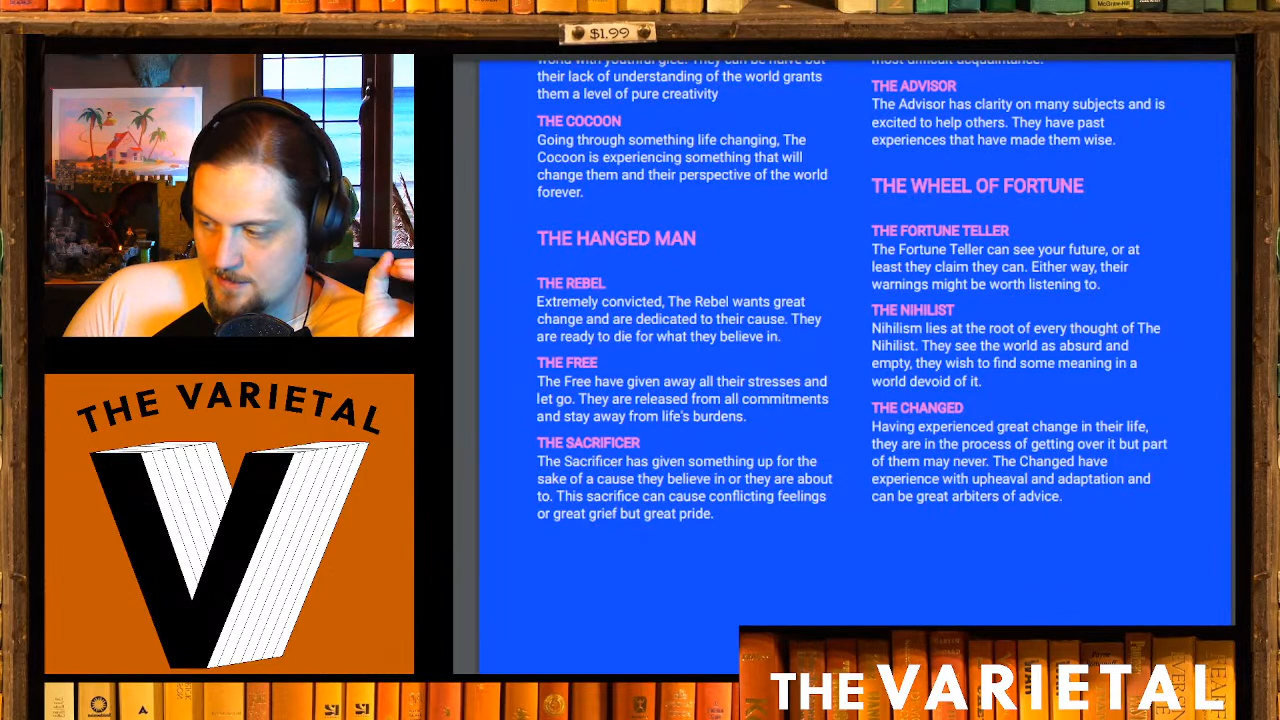 $1.99
world with youthful glee. They can be naive but
their lack of understanding of the world grants
them a level of pure creativity
THE COCOON
Going through something life changing, The
Cocoon is experiencing something that will
change them and their perspective of the world
forever.
THE HANGED MAN
THE REBEL
Extremely convicted, The Rebel wants great
change and are dedicated to their cause. They
are ready to die for what they believe in.
THE FREE
The Free have given away all their stresses and
let go. They are released from all commitments
and stay away from life's burdens.
THE SACRIFICER
The Sacrificer has given something up for the
sake of a cause they believe in or they are about
to. This sacrifice can cause conflicting feelings
or great grief but great pride.
most difficult acquaintance.
THE ADVISOR
The Advisor has clarity on many subjects and is
excited to help others. They have past
experiences that have made them wise.
THE WHEEL OF FORTUNE
THE FORTUNE TELLER
The Fortune Teller can see your future, or at
least they claim they can. Either way, their
warnings might be worth listening to.
THE NIHILIST
Nihilism lies at the root of every thought of The
Nihilist. They see the world as absurd and
empty, they wish to find some meaning in a
world devoid of it.
THE CHANGED
Having experienced great change in their life,
they are in the process of getting over it but part
of them may never. The Changed have
experience with upheaval and adaptation and
can be great arbiters of advice.
THE VARIETAL
V
THE VARIETAL